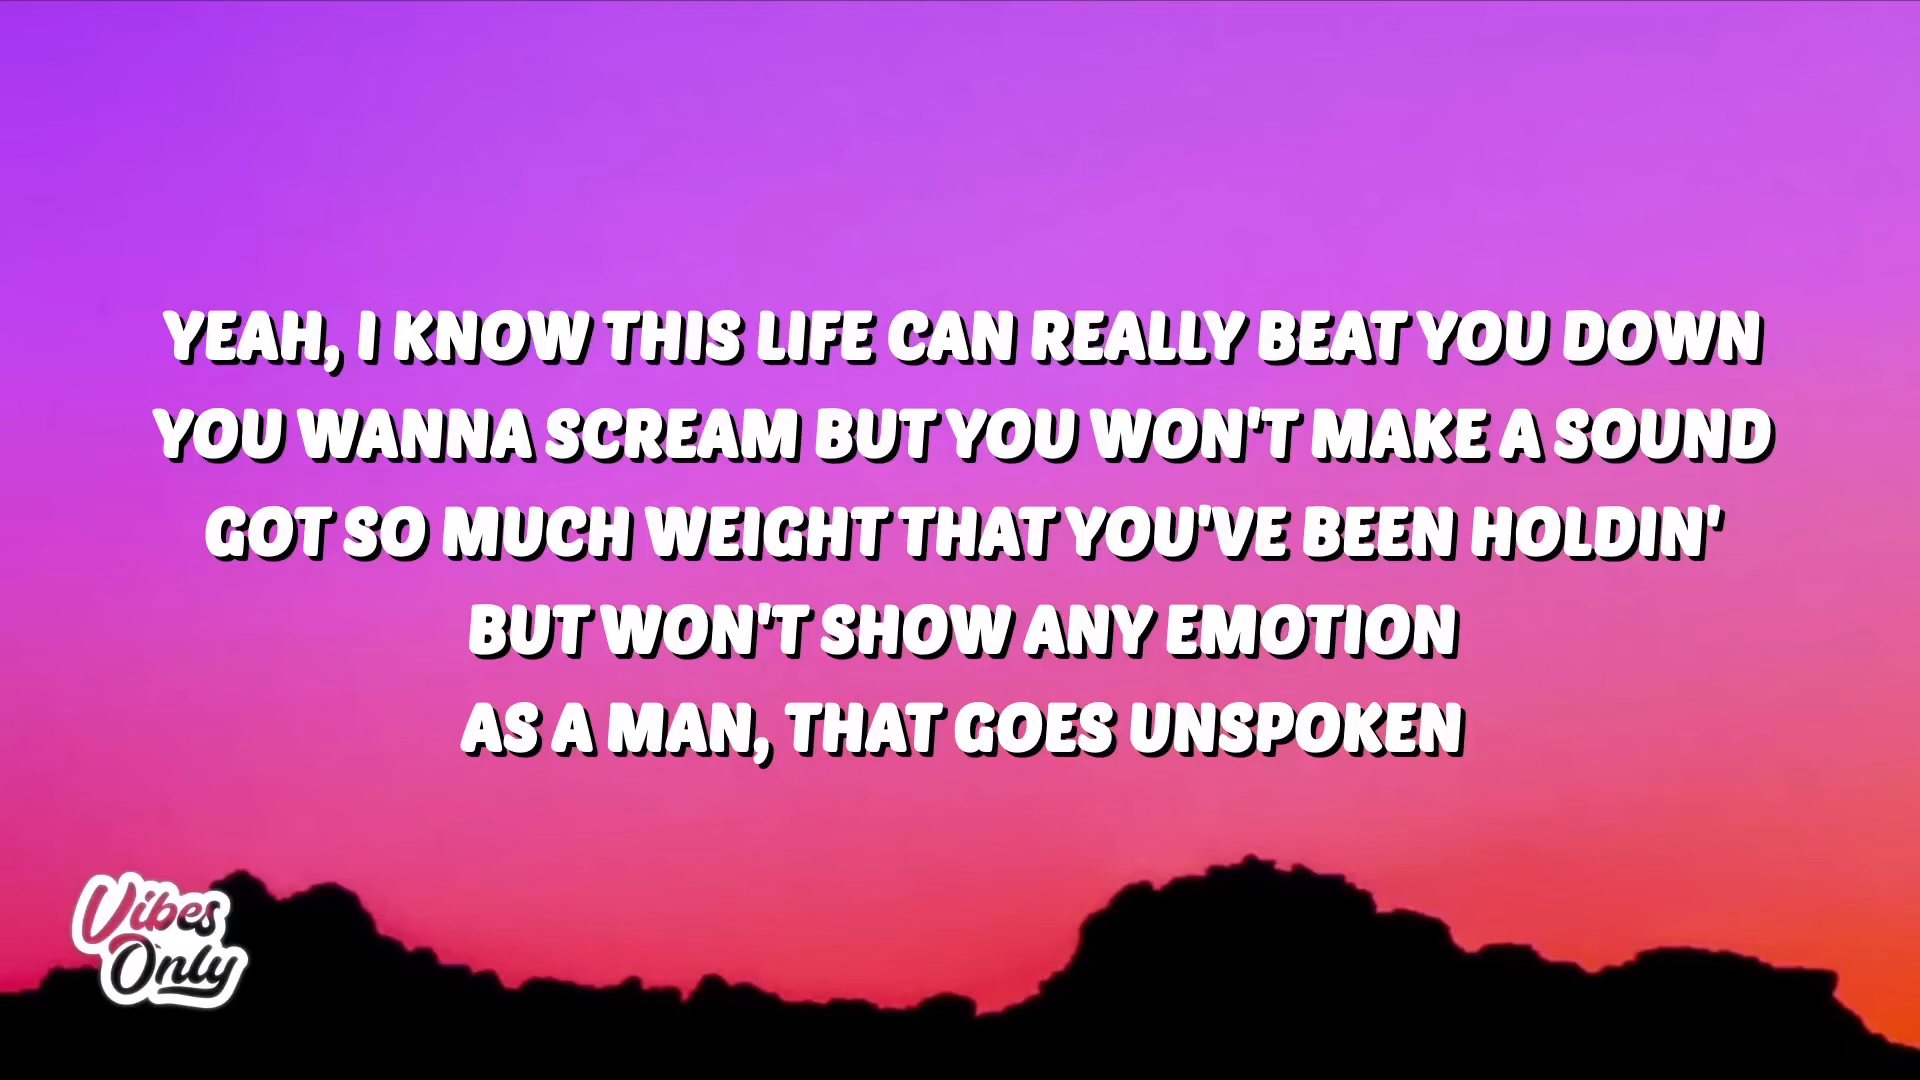 YEAH, I KNOW THIS LIFE CAN REALLY BEAT YOU DOWN
YOU WANNA SCREAM BUT YOU WON'T MAKE A SOUND
GOT SO MUCH WEIGHT THAT YOU'VE BEEN HOLDIN'
BUT WON'T SHOW ANY EMOTION
AS A MAN, THAT GOES UNSPOKEN
Vibes
Only